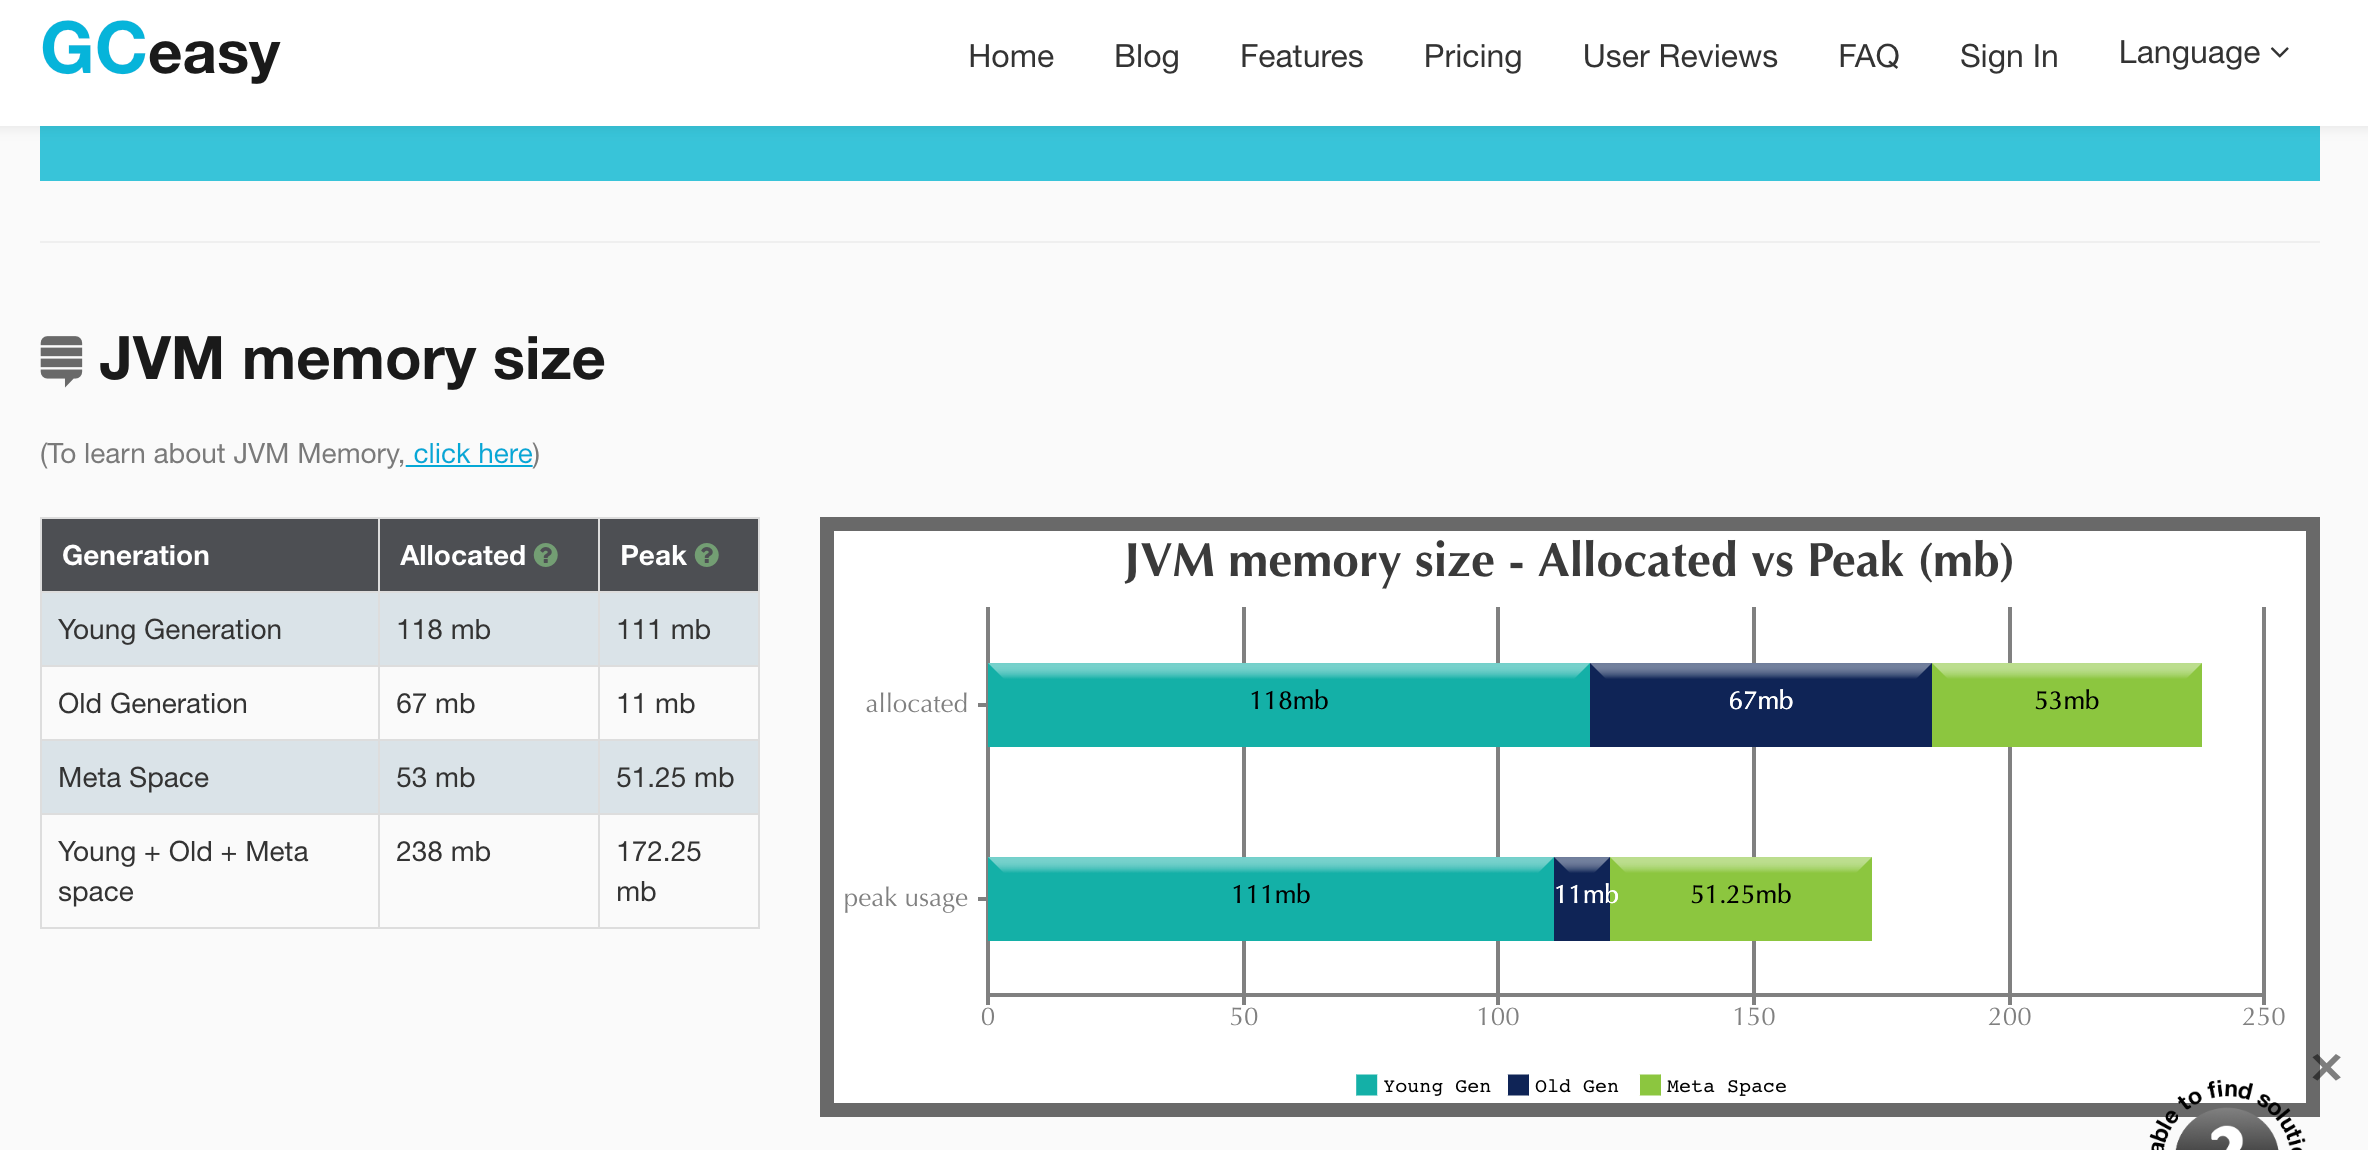 GCeasy
Home Blog Features Pricing User Reviews FAQ Sign In Language
JVM memory size
(To learn about JVM Memory, click here)
Generation Allocated ? Peak ?
Young Generation 118 mb 111 mb
Old Generation 67 mb 11 mb
Meta Space 53 mb 51.25 mb
Young + Old + Meta 238 mb 172.25
space mb
JVM memory size - Allocated vs Peak (mb)
allocated 118mb 67mb 53mb
peak usage 111mb 11mb 51.25mb
0 50 100 150 200 250
Young Gen Old Gen Meta Space
to find
?